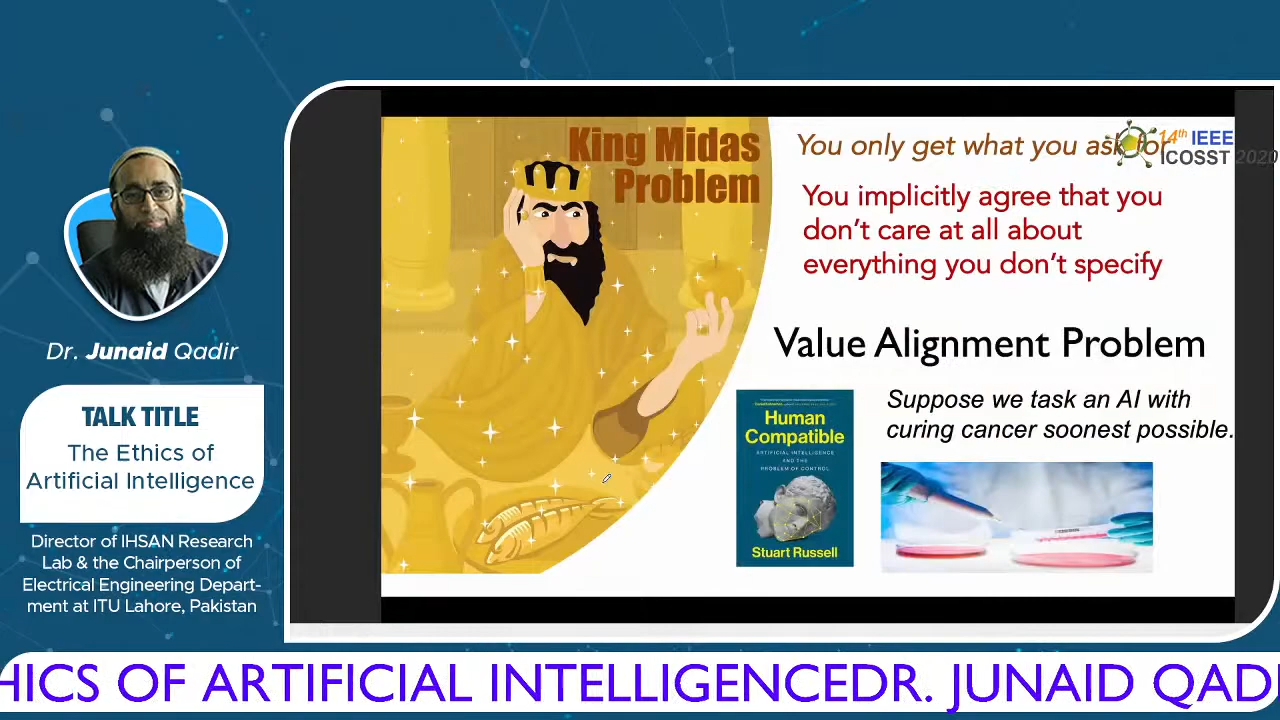 Dr. Junaid Qadir
TALK TITLE
The Ethics of
Artificial Intelligence
Director of IHSAN Research
Lab & the Chairperson of
Electrical Engineering Depart-
ment at ITU Lahore, Pakistan
King Midas
Problem
You only get what you ask for
14th IEEE
ICOSST 2020
You implicitly agree that you
don't care at all about
everything you don't specify
Value Alignment Problem
Human
Compatible
ARTIFICIAL INTELLIGENCE
AND THE
PROBLEM OF CONTROL
Stuart Russell
Suppose we task an AI with
curing cancer soonest possible.
HICS OF ARTIFICIAL INTELLIGENCEDR. JUNAID QAD